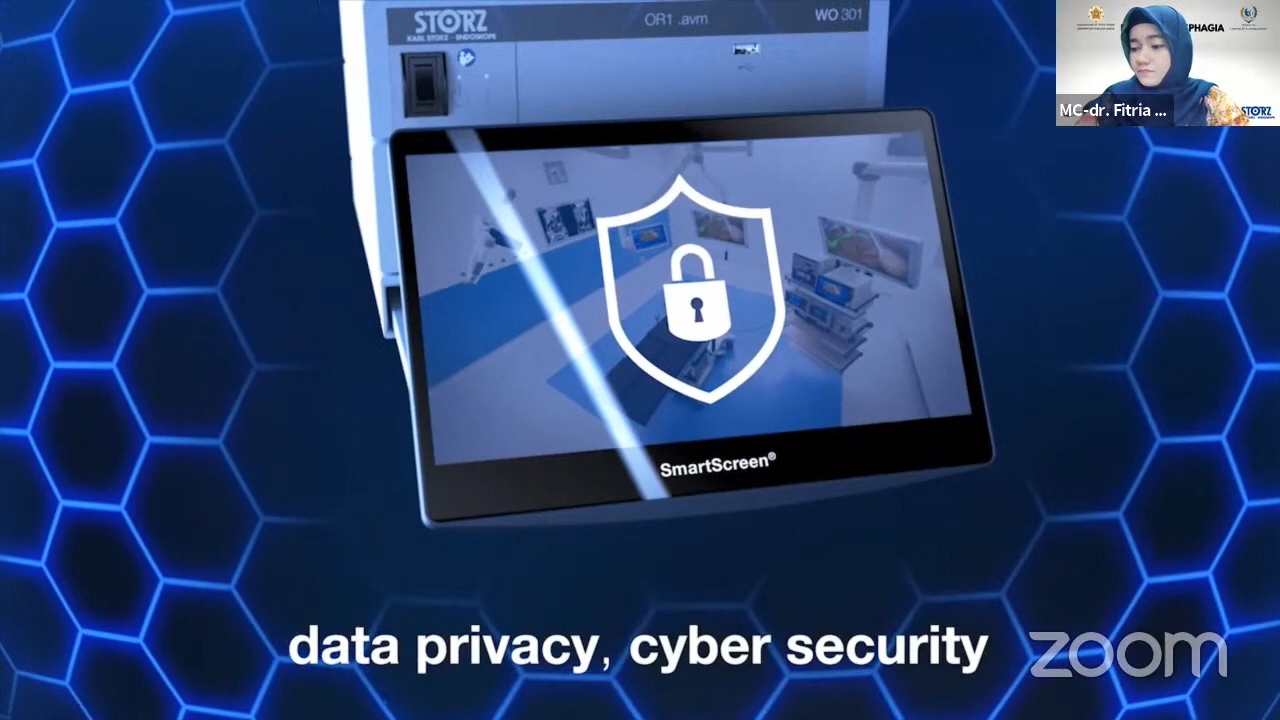 STORZ
KARL STORZ – ENDOSKOPE
OR1 .avm
WO 301
PHAGIA
MC-dr. Fitria ...
STORZ
SmartScreen®
data privacy, cyber security
zoom